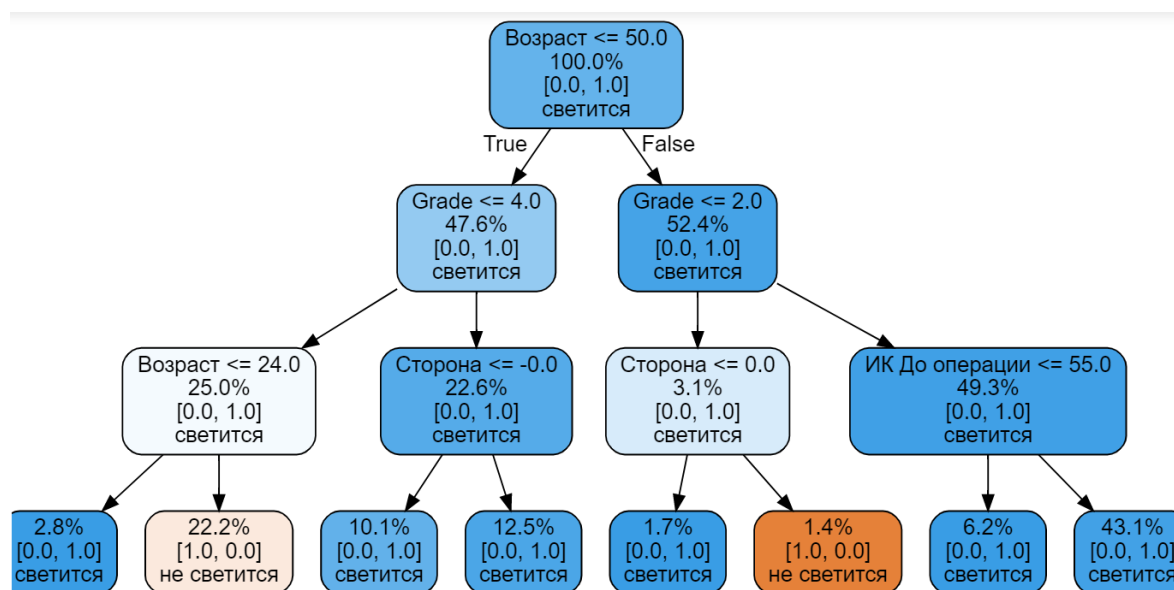 Возраст <= 50.0
100.0%
[0.0, 1.0]
светится
True
False
Grade <= 4.0
47.6%
[0.0, 1.0]
светится
Grade <= 2.0
52.4%
[0.0, 1.0]
светится
Возраст <= 24.0
25.0%
[0.0, 1.0]
светится
Сторона <= -0.0
22.6%
[0.0, 1.0]
светится
Сторона <= 0.0
3.1%
[0.0, 1.0]
светится
ИК До операции <= 55.0
49.3%
[0.0, 1.0]
светится
2.8%
[0.0, 1.0]
светится
22.2%
[1.0, 0.0]
не светится
10.1%
[0.0, 1.0]
светится
12.5%
[0.0, 1.0]
светится
1.7%
[0.0, 1.0]
светится
1.4%
[1.0, 0.0]
не светится
6.2%
[0.0, 1.0]
светится
43.1%
[0.0, 1.0]
светится